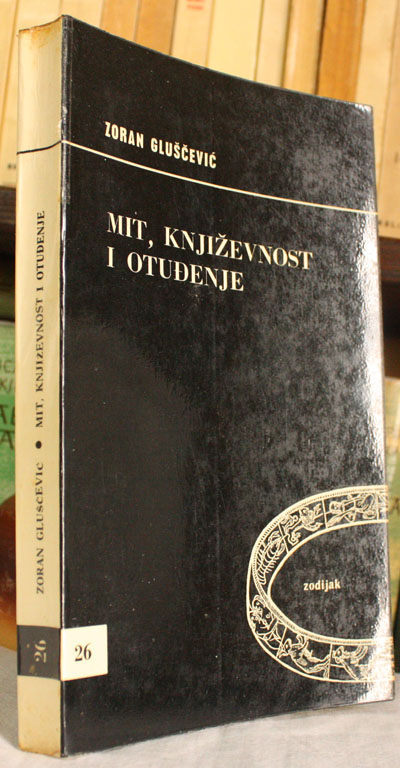 ZORAN GLUŠČEVIĆ
MIT, KNJIŽEVNOST
I OTUĐENJE
zodijak
26
ZORAN GLUŠČEVIĆ • MIT, KNJIŽEVNOST I OTUĐENJE
26